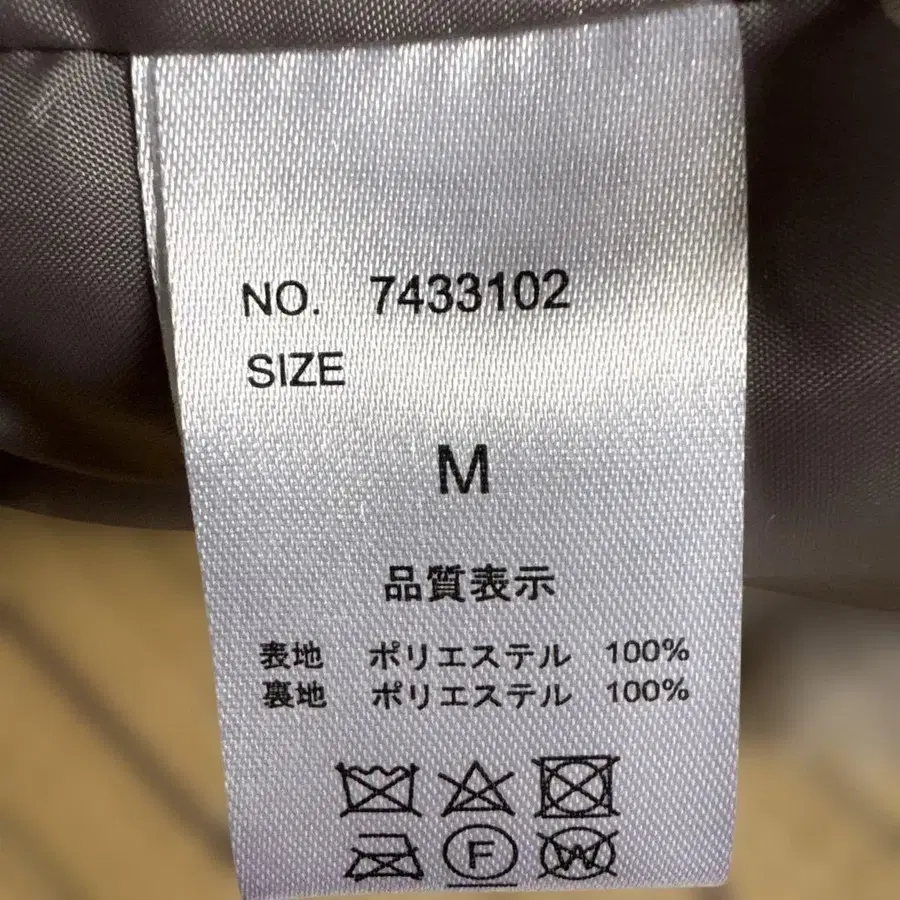 NO. 7433102
SIZE
M
品質表示
表地 ポリエステル 100%
裏地 ポリエステル 100%
F
W